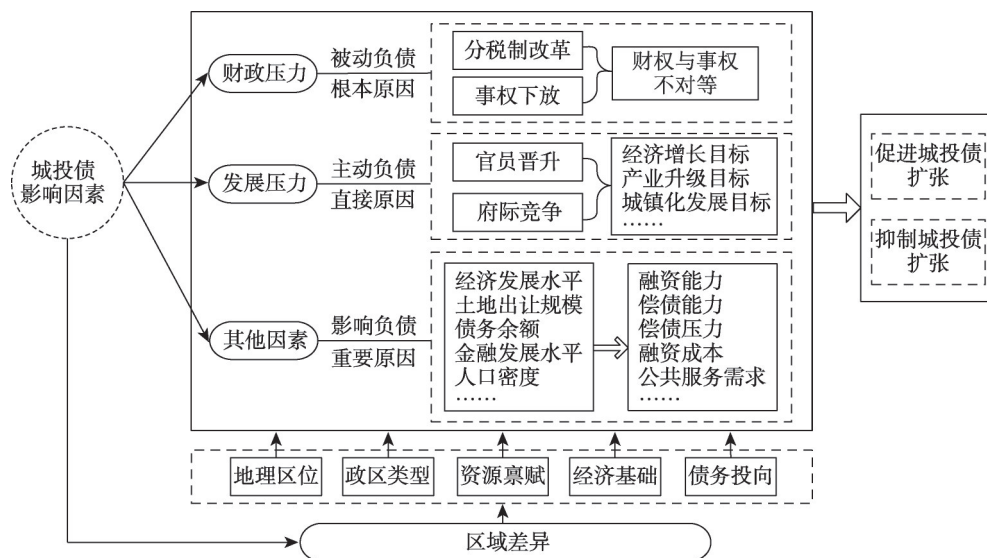 城投债
影响因素
财政压力
被动负债
根本原因
分税制改革
事权下放
财权与事权
不对等
发展压力
主动负债
直接原因
官员晋升
府际竞争
经济增长目标
产业升级目标
城镇化发展目标
……
其他因素
影响负债
重要原因
经济发展水平
土地出让规模
债务余额
金融发展水平
人口密度
……
融资能力
偿债能力
偿债压力
融资成本
公共服务需求
……
促进城投债
扩张
抑制城投债
扩张
地理区位
政区类型
资源禀赋
经济基础
债务投向
区域差异